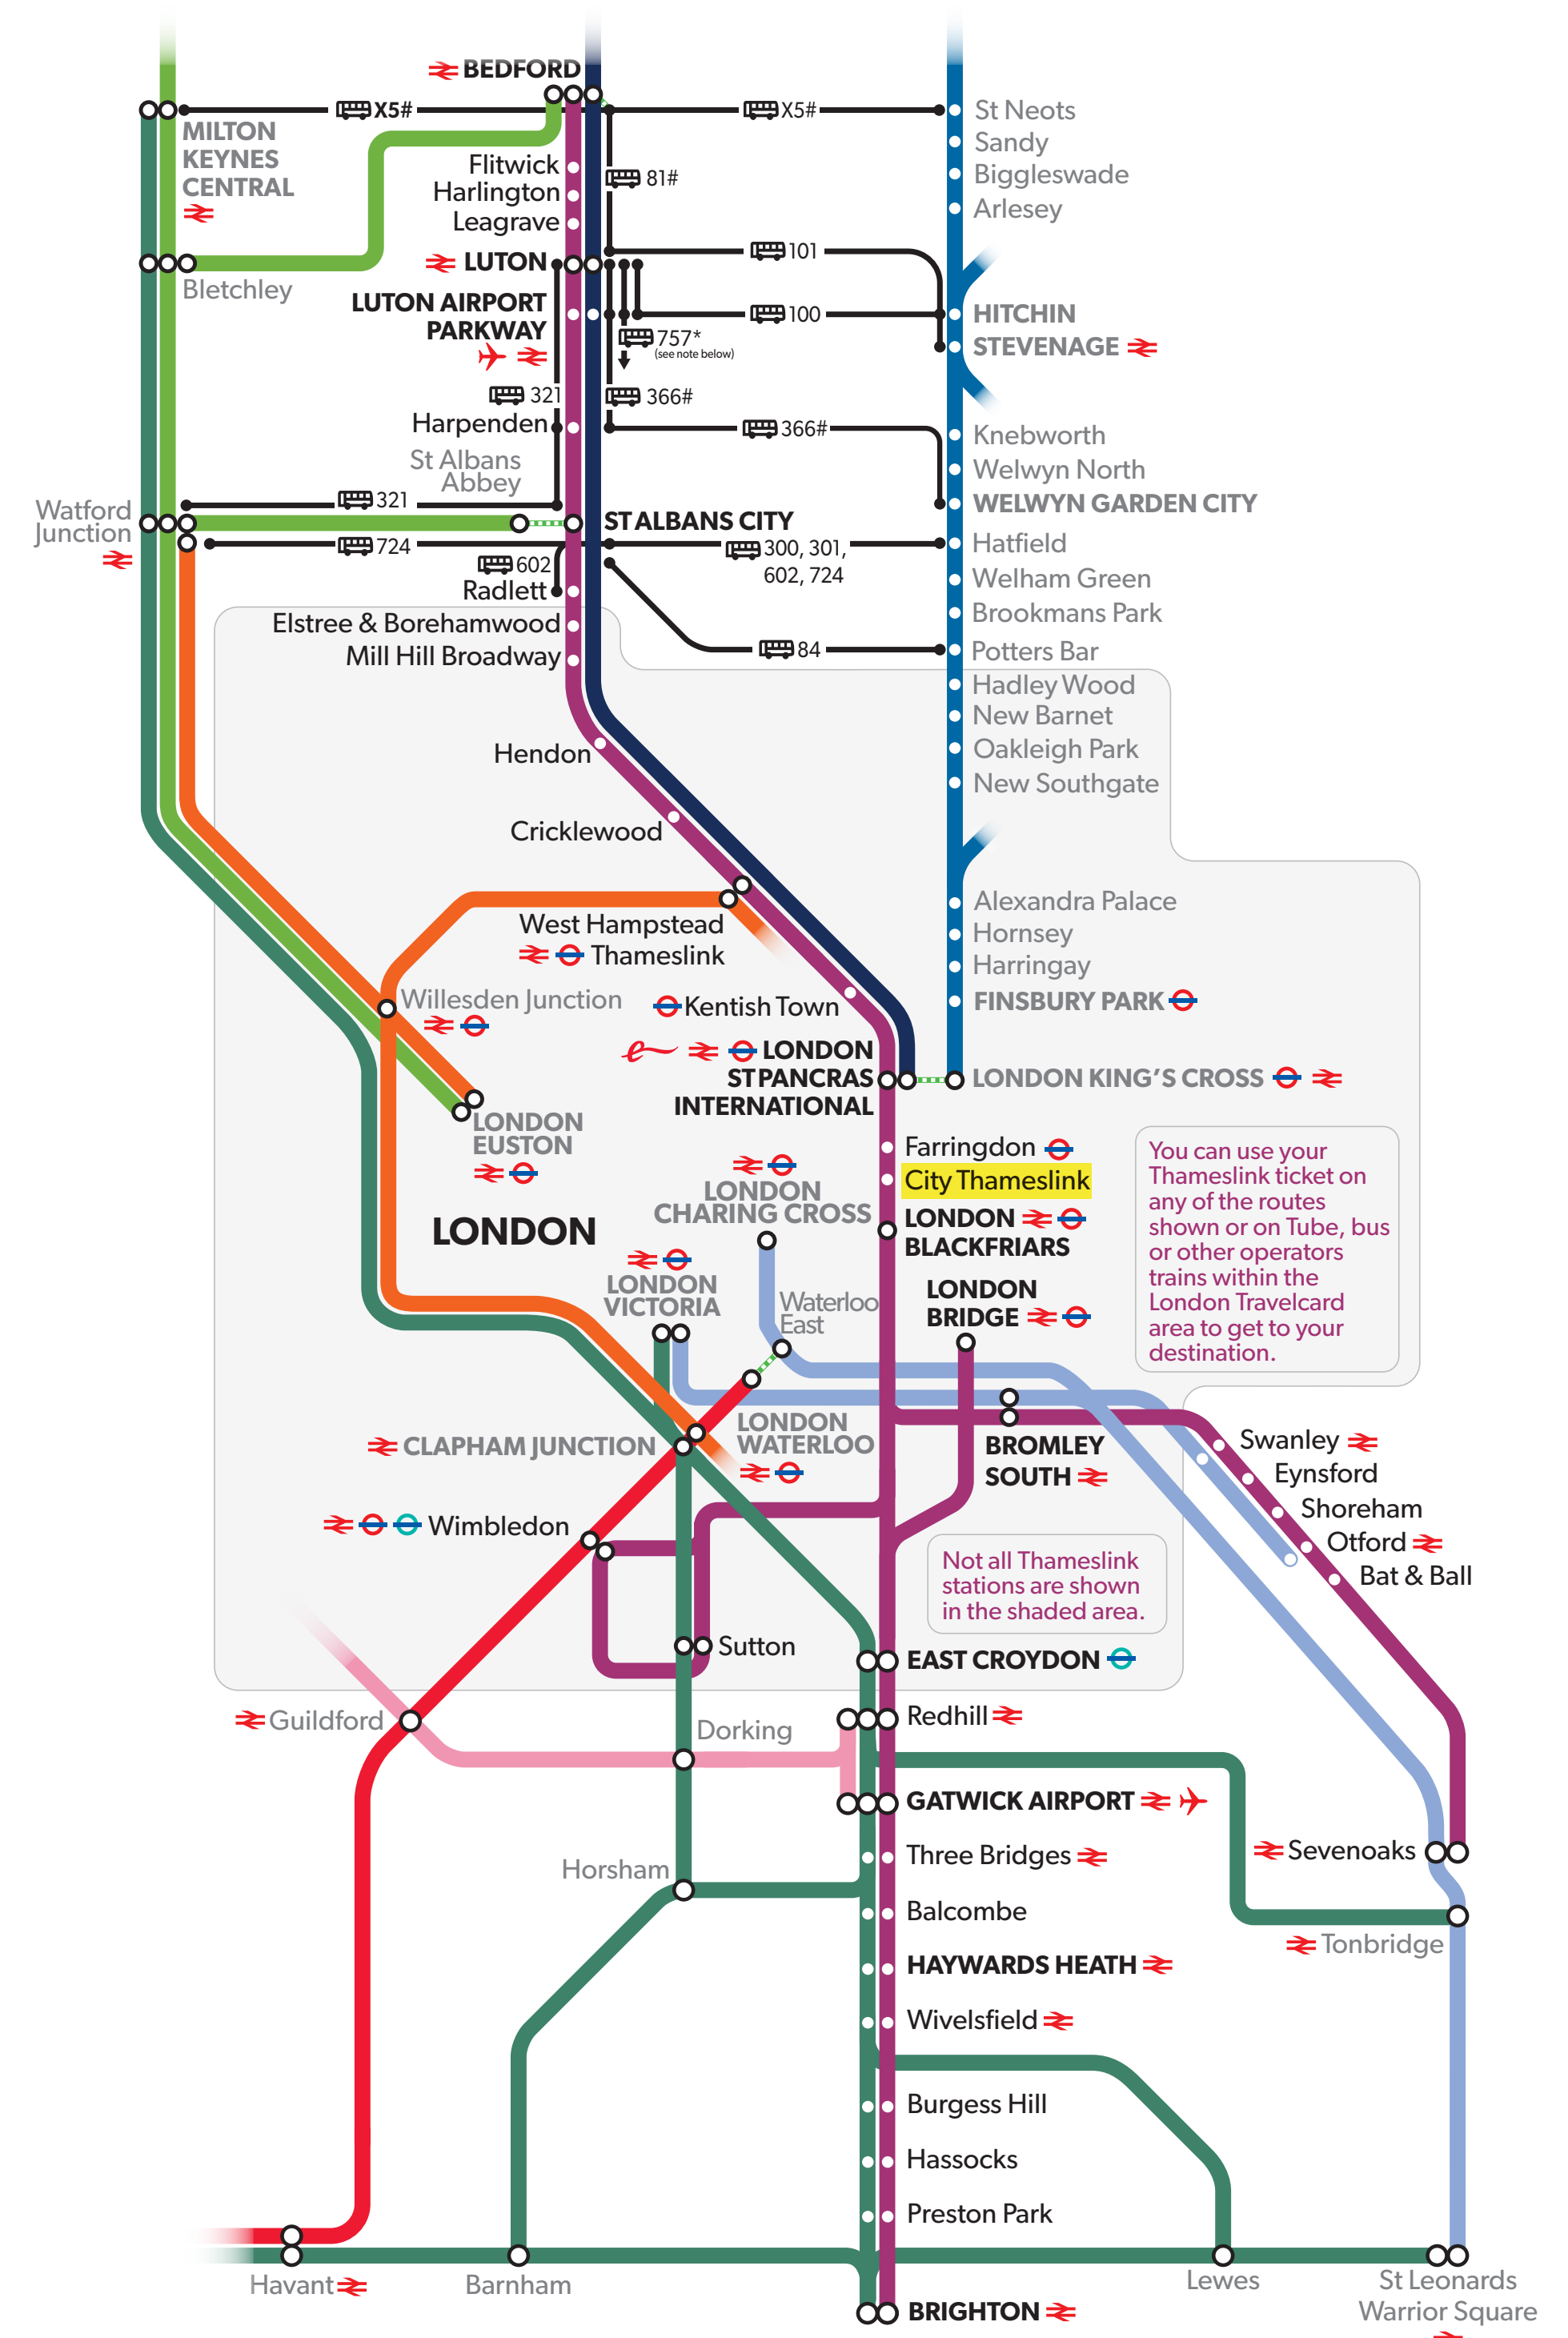 BEDFORD
X5#
X5#
St Neots
MILTON
KEYNES
CENTRAL
Sandy
Flitwick
81#
Biggleswade
Harlington
Arlesey
Leagrave
101
LUTON
Bletchley
LUTON AIRPORT
PARKWAY
100
HITCHIN
757*
(see note below)
STEVENAGE
321
366#
Harpenden
366#
Knebworth
St Albans
Abbey
Welwyn North
321
WELWYN GARDEN CITY
Watford
Junction
ST ALBANS CITY
724
300, 301,
602, 724
Hatfield
602
Radlett
Welham Green
Elstree & Borehamwood
Brookmans Park
Mill Hill Broadway
84
Potters Bar
Hadley Wood
New Barnet
Hendon
Oakleigh Park
New Southgate
Cricklewood
West Hampstead
Thameslink
Alexandra Palace
Hornsey
Harringay
Willesden Junction
Kentish Town
FINSBURY PARK
LONDON
ST PANCRAS
INTERNATIONAL
LONDON KING'S CROSS
LONDON
EUSTON
Farringdon
City Thameslink
You can use your
Thameslink ticket on
any of the routes
shown or on Tube, bus
or other operators
trains within the
London Travelcard
area to get to your
destination.
LONDON
CHARING CROSS
LONDON
LONDON
BLACKFRIARS
LONDON
VICTORIA
Waterloo
East
LONDON
BRIDGE
LONDON
WATERLOO
CLAPHAM JUNCTION
BROMLEY
SOUTH
Swanley
Eynsford
Shoreham
Wimbledon
Otford
Not all Thameslink
stations are shown
in the shaded area.
Bat & Ball
Sutton
EAST CROYDON
Guildford
Dorking
Redhill
GATWICK AIRPORT
Three Bridges
Sevenoaks
Horsham
Balcombe
Tonbridge
HAYWARDS HEATH
Wivelsfield
Burgess Hill
Hassocks
Preston Park
Havant
Barnham
Lewes
St Leonards
Warrior Square
BRIGHTON